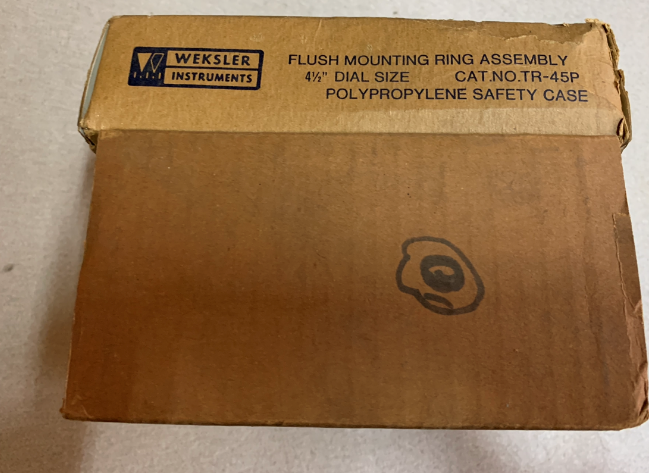 WEKSLER
INSTRUMENTS
FLUSH MOUNTING RING ASSEMBLY
4½" DIAL SIZE CAT.NO.TR-45P
POLYPROPYLENE SAFETY CASE